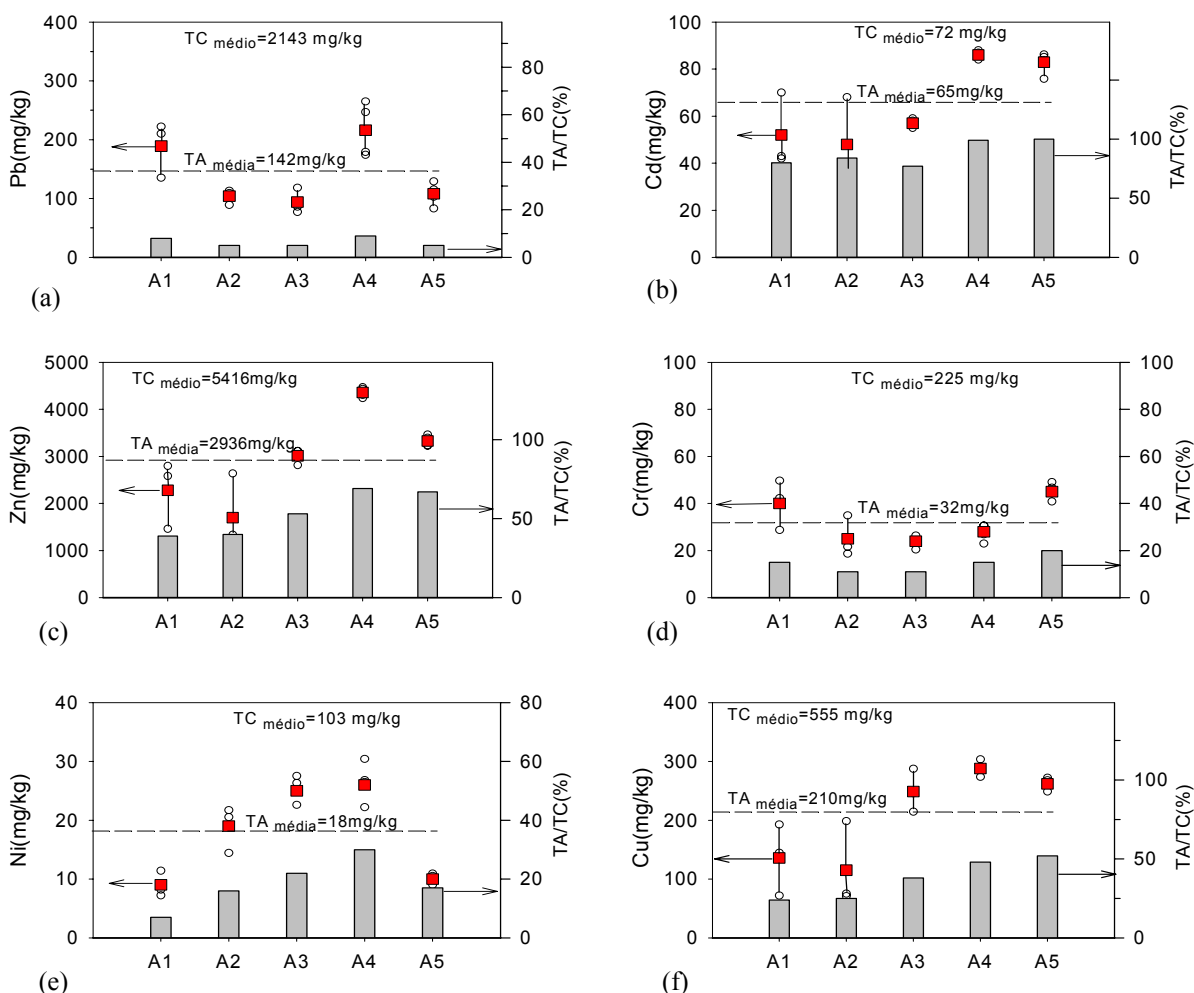 400
300
200
100
0
Pb(mg/kg)
TC médio=2143 mg/kg
TA média=142mg/kg
80
60
40
20
0
TA/TC(%)
A1 A2 A3 A4 A5
(a)
100
80
60
40
20
0
Cd(mg/kg)
TC médio=72 mg/kg
TA média=65mg/kg
100
50
0
TA/TC(%)
A1 A2 A3 A4 A5
(b)
5000
4000
3000
2000
1000
0
Zn(mg/kg)
TC médio=5416mg/kg
TA média=2936mg/kg
100
50
0
TA/TC(%)
A1 A2 A3 A4 A5
(c)
100
80
60
40
20
0
Cr(mg/kg)
TC médio=225 mg/kg
TA média=32mg/kg
100
80
60
40
20
0
TA/TC(%)
A1 A2 A3 A4 A5
(d)
40
30
20
10
0
Ni(mg/kg)
TC médio=103 mg/kg
TA média=18mg/kg
80
60
40
20
0
TA/TC(%)
A1 A2 A3 A4 A5
(e)
400
300
200
100
0
Cu(mg/kg)
TC médio=555 mg/kg
TA média=210mg/kg
100
50
0
TA/TC(%)
A1 A2 A3 A4 A5
(f)